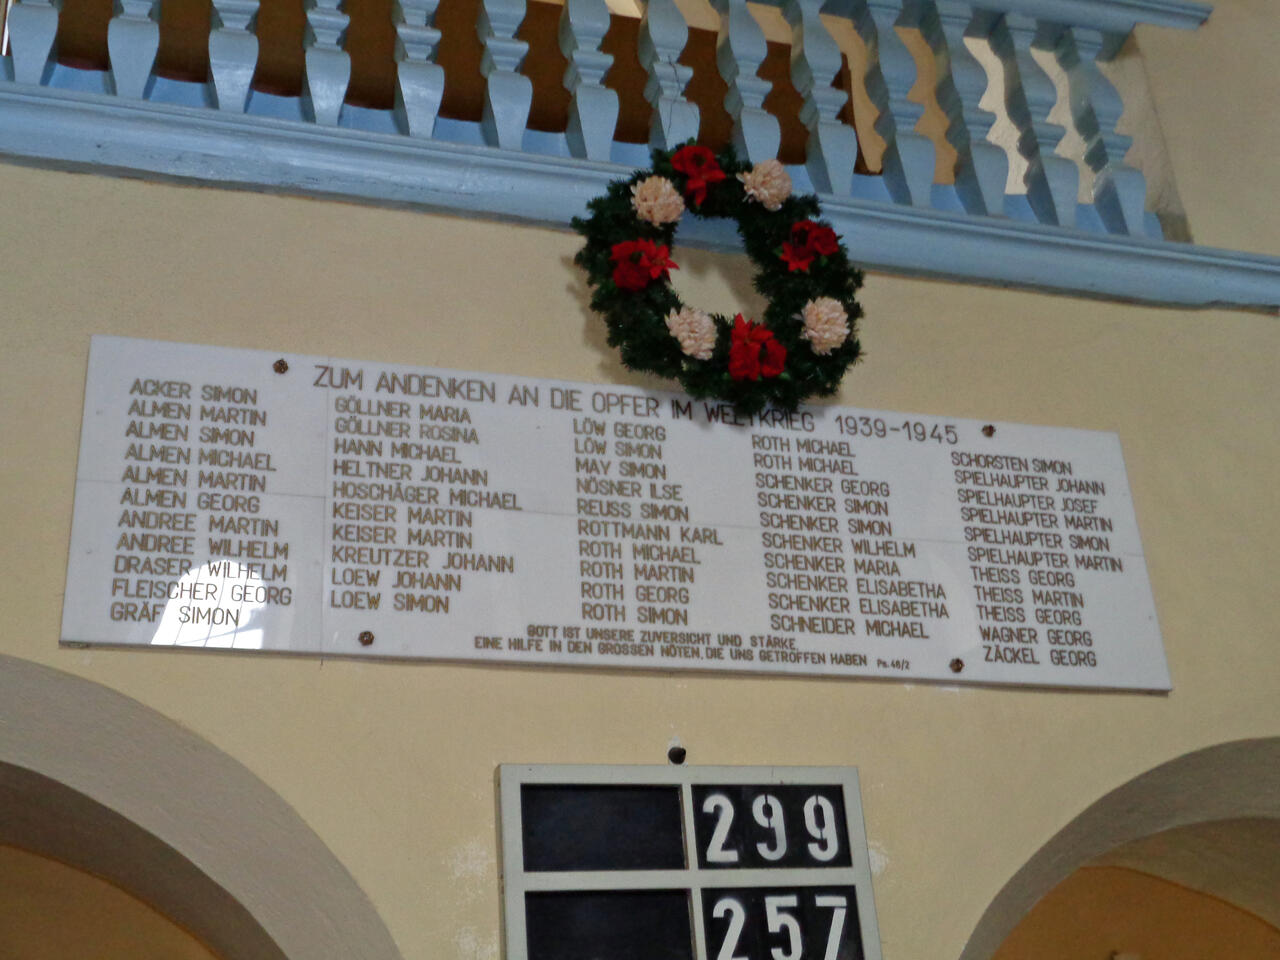 ZUM ANDENKEN AN DIE OPFER IM WELTKRIEG 1939-1945
ACKER SIMON
ALMEN MARTIN
ALMEN SIMON
ALMEN MICHAEL
ALMEN MARTIN
ALMEN GEORG
ANDREE MARTIN
ANDREE WILHELM
DRASER WILHELM
FLEISCHER GEORG
GRÄF SIMON
GÖLLNER MARIA
GÖLLNER ROSINA
HANN MICHAEL
HELTNER JOHANN
HOSCHÄGER MICHAEL
KEISER MARTIN
KEISER MARTIN
KREUTZER JOHANN
LOEW JOHANN
LOEW SIMON
LÖW GEORG
LÖW SIMON
MAY SIMON
NÖSNER ILSE
REUSS SIMON
ROTTMANN KARL
ROTH MICHAEL
ROTH MARTIN
ROTH GEORG
ROTH SIMON
ROTH MICHAEL
ROTH MICHAEL
SCHENKER GEORG
SCHENKER SIMON
SCHENKER SIMON
SCHENKER WILHELM
SCHENKER MARIA
SCHENKER ELISABETHA
SCHENKER ELISABETHA
SCHNEIDER MICHAEL
SCHORSTEN SIMON
SPIELHAUPTER JOHANN
SPIELHAUPTER JOSEF
SPIELHAUPTER MARTIN
SPIELHAUPTER SIMON
SPIELHAUPTER MARTIN
THEISS GEORG
THEISS MARTIN
THEISS GEORG
WAGNER GEORG
ZÄCKEL GEORG
GOTT IST UNSERE ZUVERSICHT UND STÄRKE,
EINE HILFE IN DEN GROSSEN NÖTEN, DIE UNS GETROFFEN HABEN Ps. 46/2
299
257